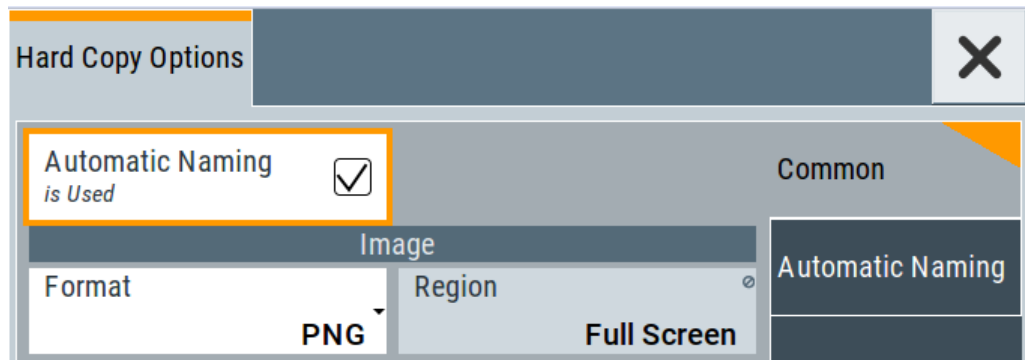 Hard Copy Options
Automatic Naming
is Used
Common
Image
Automatic Naming
Format
Region
PNG
Full Screen